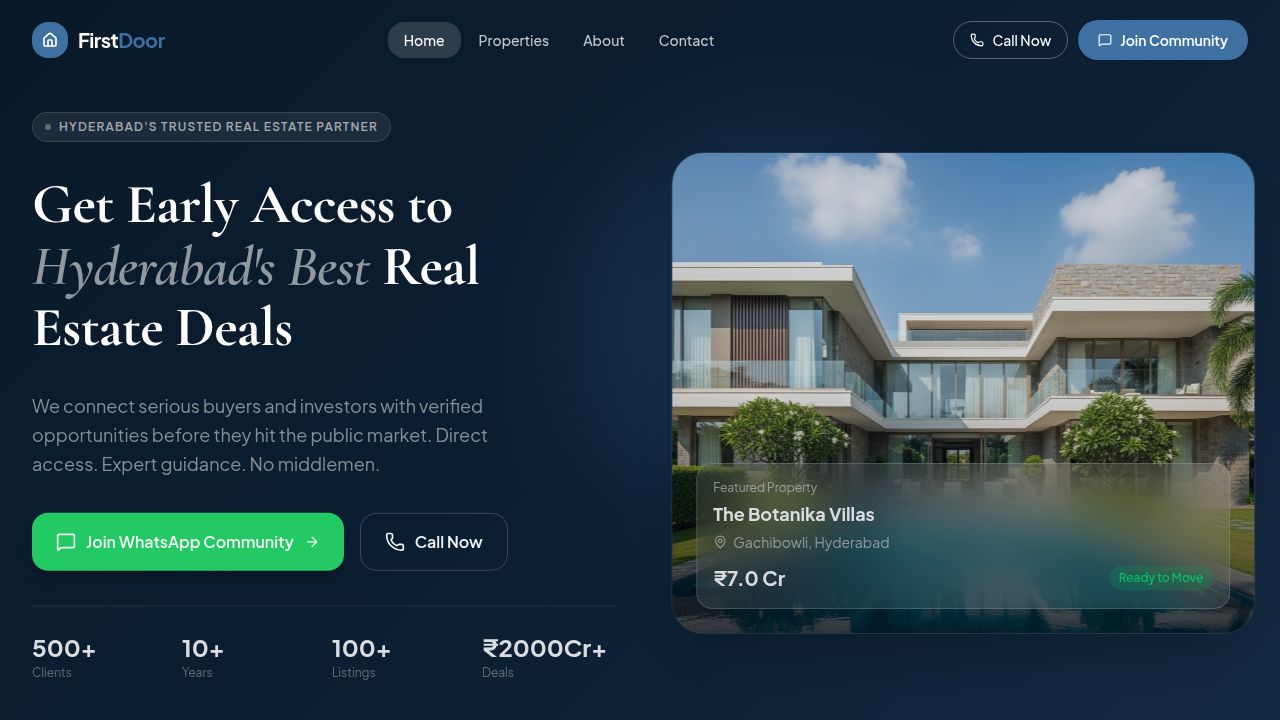 FirstDoor
Home
Properties
About
Contact
Call Now
Join Community
HYDERABAD'S TRUSTED REAL ESTATE PARTNER
Get Early Access to
Hyderabad's Best Real
Estate Deals
We connect serious buyers and investors with verified
opportunities before they hit the public market. Direct
access. Expert guidance. No middlemen.
Join WhatsApp Community →
Call Now
500+
Clients
10+
Years
100+
Listings
₹2000Cr+
Deals
Featured Property
The Botanika Villas
Gachibowli, Hyderabad
₹7.0 Cr
Ready to Move